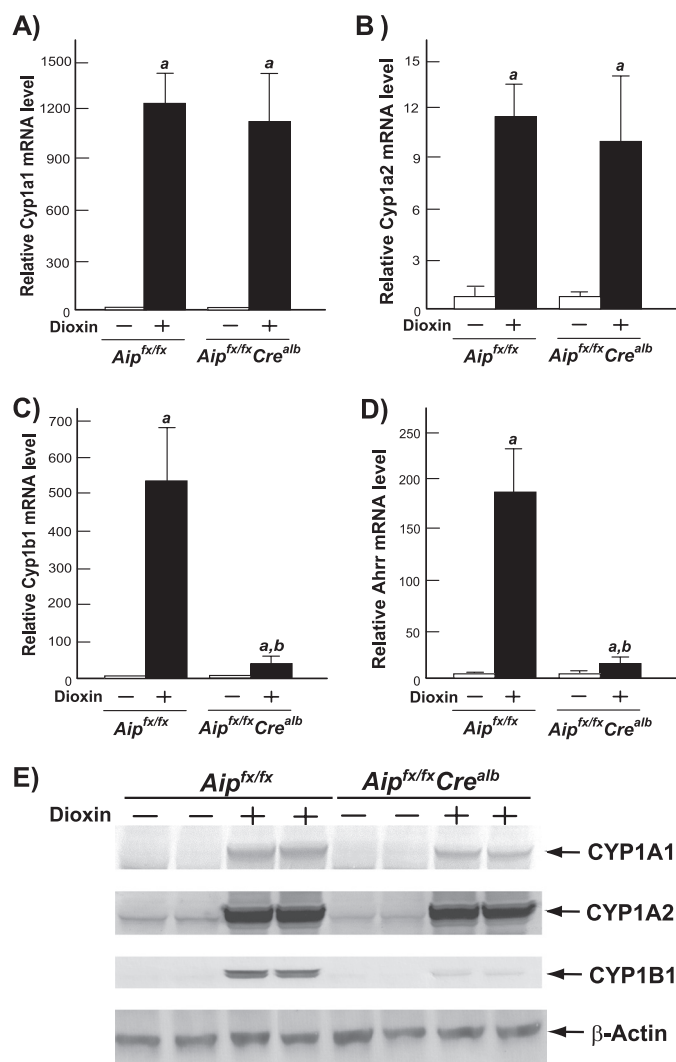 A)
Relative Cyp1a1 mRNA level
1500
1200
900
600
300
0
a
a
Dioxin − + − +
Aip^fx/fx Aip^fx/fx Cre^alb
B)
Relative Cyp1a2 mRNA level
15
12
9
6
3
0
a
a
Dioxin − + − +
Aip^fx/fx Aip^fx/fx Cre^alb
C)
Relative Cyp1b1 mRNA level
700
600
500
400
300
200
100
0
a
a,b
Dioxin − + − +
Aip^fx/fx Aip^fx/fx Cre^alb
D)
Relative Ahrr mRNA level
250
200
150
100
50
0
a
a,b
Dioxin − + − +
Aip^fx/fx Aip^fx/fx Cre^alb
E)
Aip^fx/fx Aip^fx/fx Cre^alb
Dioxin − − + + − − + +
CYP1A1
CYP1A2
CYP1B1
β-Actin